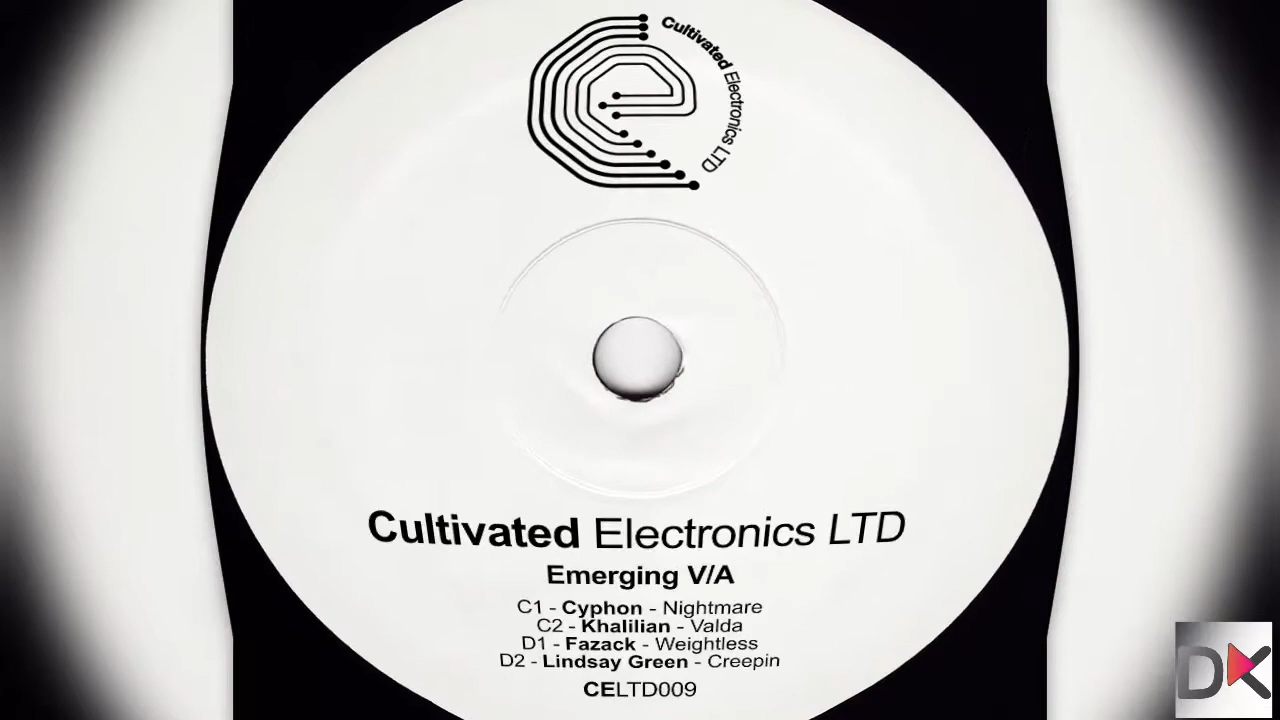 Cultivated Electronics LTD
Cultivated Electronics LTD
Emerging V/A
C1 - Cyphon - Nightmare
C2 - Khalilian - Valda
D1 - Fazack - Weightless
D2 - Lindsay Green - Creepin
CELTD009
DK